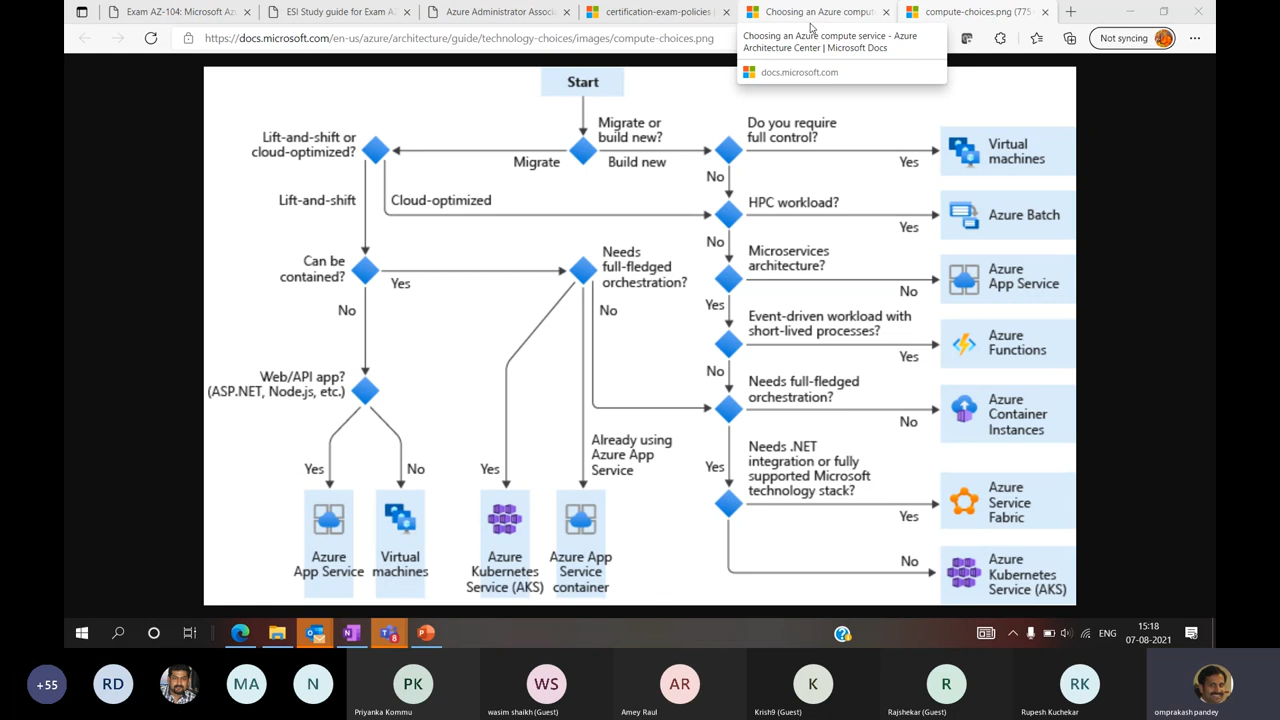 Exam AZ-104: Microsoft Az
ESI Study guide for Exam A
Azure Administrator Associ
certification-exam-policies
Choosing an Azure comput
compute-choices.png (775
https://docs.microsoft.com/en-us/azure/architecture/guide/technology-choices/images/compute-choices.png
Not syncing
Choosing an Azure compute service - Azure
Architecture Center | Microsoft Docs
docs.microsoft.com
Start
Migrate or
build new?
Migrate
Build new
Lift-and-shift or
cloud-optimized?
Lift-and-shift
Cloud-optimized
Do you require
full control?
Yes
No
Virtual
machines
HPC workload?
Yes
No
Azure Batch
Microservices
architecture?
No
Yes
Azure
App Service
Event-driven workload with
short-lived processes?
Yes
No
Azure
Functions
Needs full-fledged
orchestration?
No
Yes
Azure
Container
Instances
Needs .NET
integration or fully
supported Microsoft
technology stack?
Yes
No
Azure
Service
Fabric
Azure
Kubernetes
Service (AKS)
Can be
contained?
Yes
No
Needs
full-fledged
orchestration?
No
Yes
Already using
Azure App
Service
Web/API app?
(ASP.NET, Node.js, etc.)
Yes
No
Azure
App Service
Virtual
machines
Azure
Kubernetes
Service (AKS)
Azure App
Service
container
8
ENG
15:18
07-08-2021
+55
RD
MA
N
PK
Priyanka Kommu
WS
wasim shaikh (Guest)
AR
Amey Raul
K
Krish9 (Guest)
R
Rajshekar (Guest)
RK
Rupesh Kuchekar
omprakash pandey